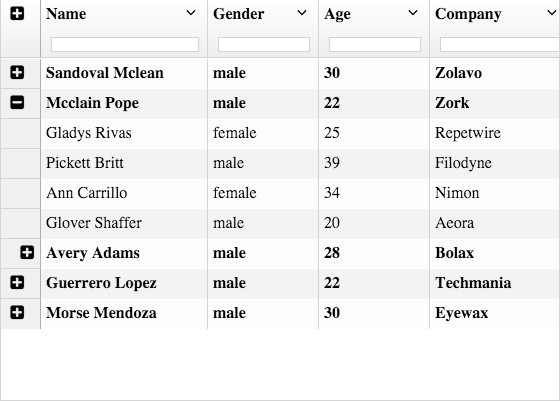 Name Gender Age Company
Sandoval Mclean male 30 Zolavo
Mcclain Pope male 22 Zork
Gladys Rivas female 25 Repetwire
Pickett Britt male 39 Filodyne
Ann Carrillo female 34 Nimon
Glover Shaffer male 20 Aeora
Avery Adams male 28 Bolax
Guerrero Lopez male 22 Techmania
Morse Mendoza male 30 Eyewax